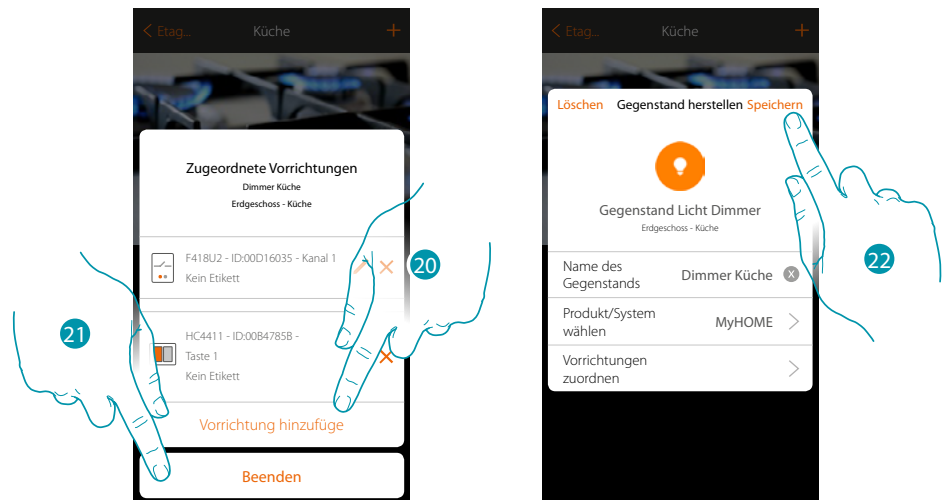 < Etag...
Küche
+
Zugeordnete Vorrichtungen
Dimmer Küche
Erdgeschoss - Küche
F418U2 - ID:00D16035 - Kanal 1
Kein Etikett
HC4411 - ID:00B4785B -
Taste 1
Kein Etikett
Vorrichtung hinzufüge
Beenden
20
21
< Etag...
Küche
+
Löschen Gegenstand herstellen Speichern
Gegenstand Licht Dimmer
Erdgeschoss - Küche
Name des
Gegenstands
Dimmer Küche
X
Produkt/System
wählen
MyHOME >
Vorrichtungen
zuordnen
>
22